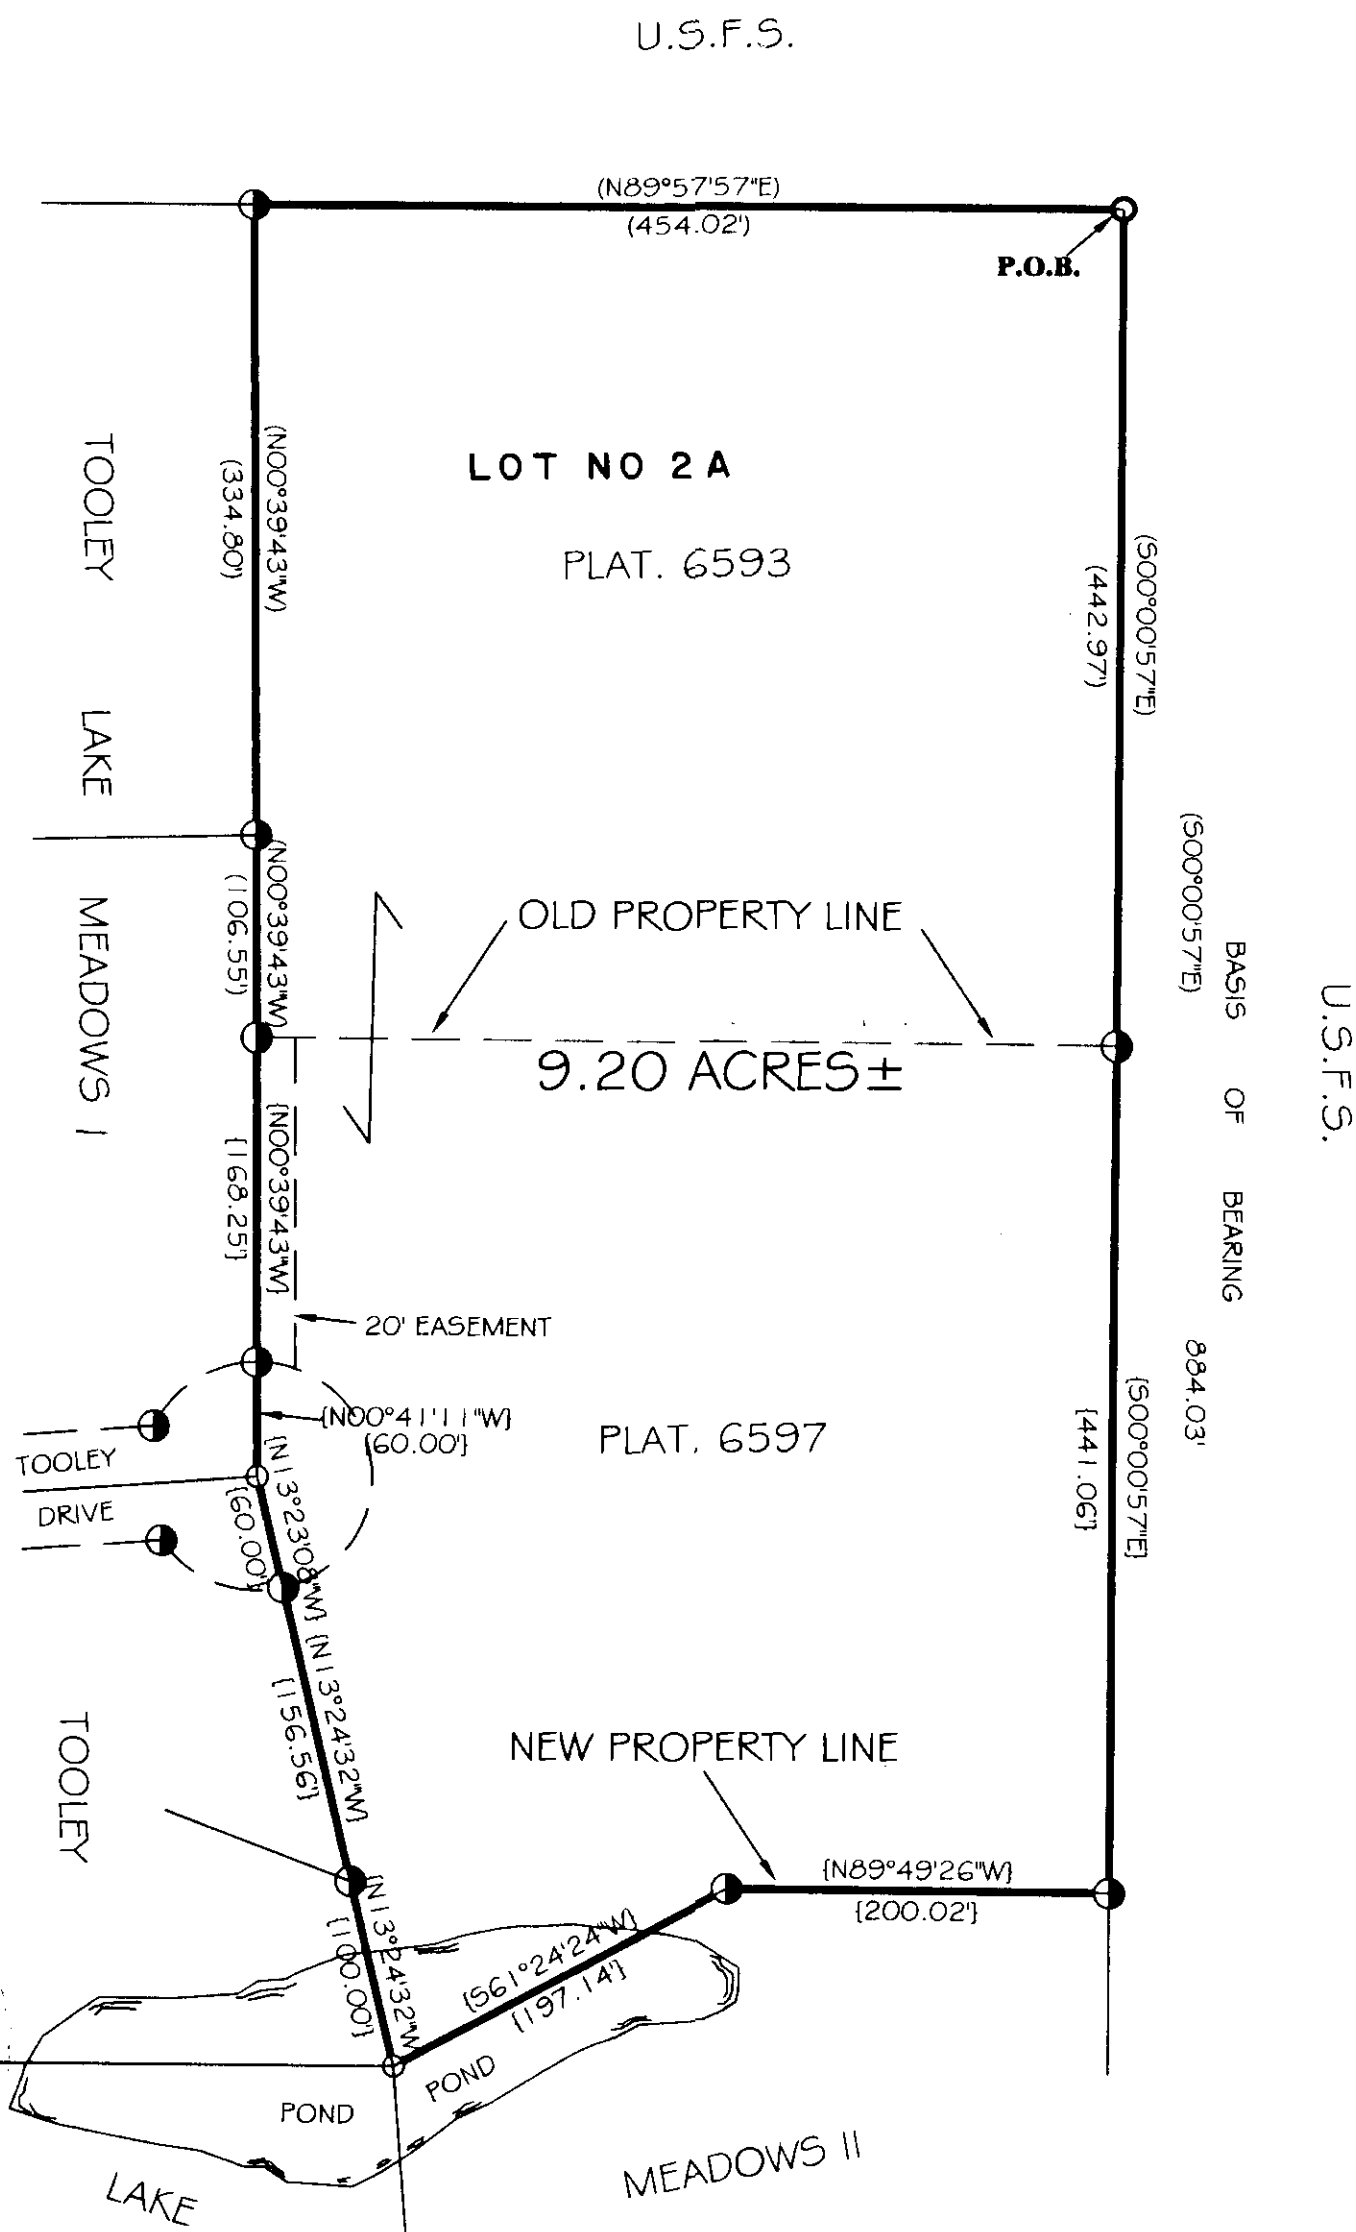 U.S.F.S.
(N89°57'57"E)
(454.02')
P.O.B.
LOT NO 2A
PLAT. 6593
(N00°39'43"W)
(334.80')
(S00°00'57"E)
(442.97')
TOOLEY LAKE MEADOWS I
(N00°39'43"W)
(106.55')
OLD PROPERTY LINE
(S00°00'57"E)
884.03'
BASIS OF BEARING
U.S.F.S.
9.20 ACRES±
{N00°39'43"W}
{168.25'}
20' EASEMENT
{N00°41'11"W}
{60.00'}
PLAT. 6597
{S00°00'57"E}
{441.06'}
TOOLEY
DRIVE
{N13°23'08"W}
{60.00'}
{N13°24'32"W}
{156.56'}
NEW PROPERTY LINE
{N89°49'26"W}
{200.02'}
{N13°24'32"W
{100.00'}
{S61°24'24"W}
{197.14'}
POND
POND
TOOLEY
LAKE
MEADOWS II